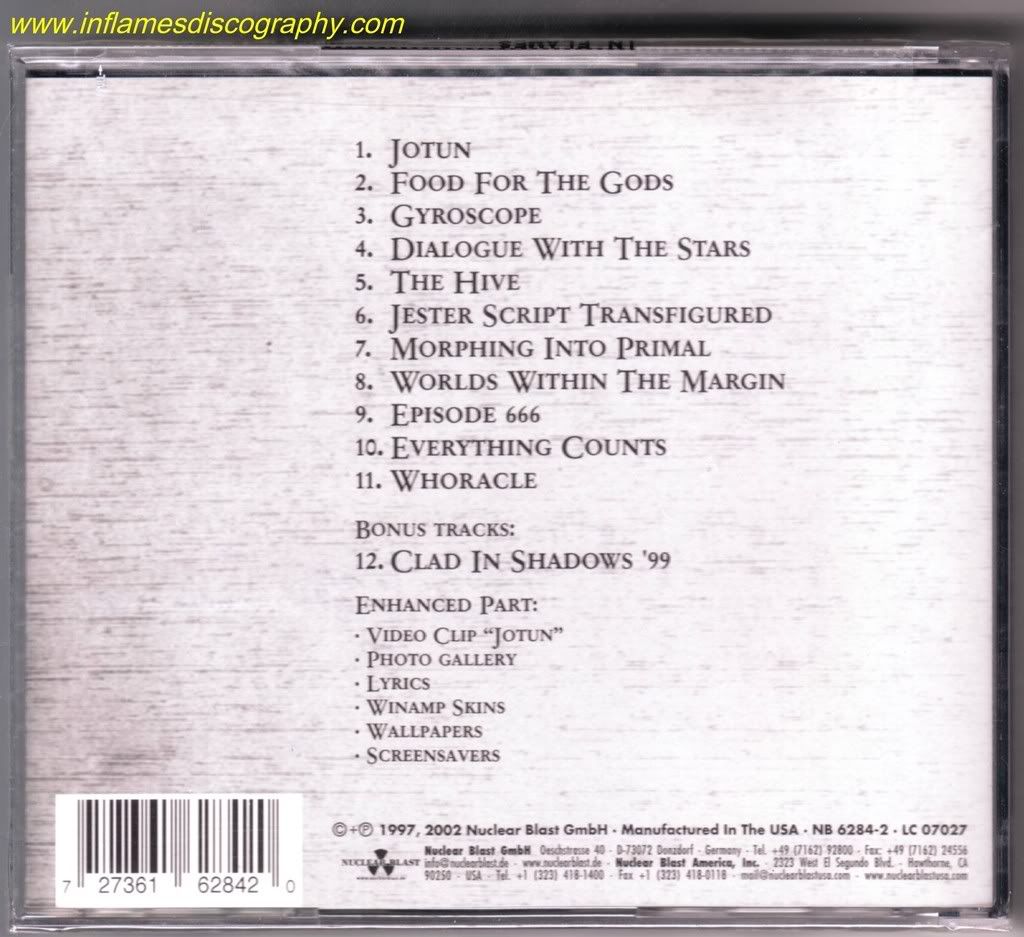 www.inflamesdiscography.com
1. Jotun
2. Food For The Gods
3. Gyroscope
4. Dialogue With The Stars
5. The Hive
6. Jester Script Transfigured
7. Morphing Into Primal
8. Worlds Within The Margin
9. Episode 666
10. Everything Counts
11. Whoracle
Bonus tracks:
12. Clad In Shadows '99
Enhanced Part:
· Video Clip “Jotun”
· Photo gallery
· Lyrics
· Winamp Skins
· Wallpapers
· Screensavers
©+℗ 1997, 2002 Nuclear Blast GmbH · Manufactured In The USA · NB 6284-2 · LC 07027
NUCLEAR BLAST
Nuclear Blast GmbH Oeschstrasse 40 · D-73072 Donzdorf · Germany · Tel. +49 (7162) 92800 · Fax: +49 (7162) 24556
info@nuclearblast.de · www.nuclearblast.de · Nuclear Blast America, Inc. · 2323 West El Segundo Blvd. · Hawthorne, CA
90250 · USA · Tel. +1 (323) 418-1400 · Fax +1 (323) 418-0118 · mail@nuclearblastusa.com · www.nuclearblastusa.com
7 27361 62842 0